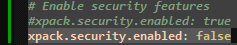 # Enable security features
#xpack.security.enabled: true
xpack.security.enabled: false